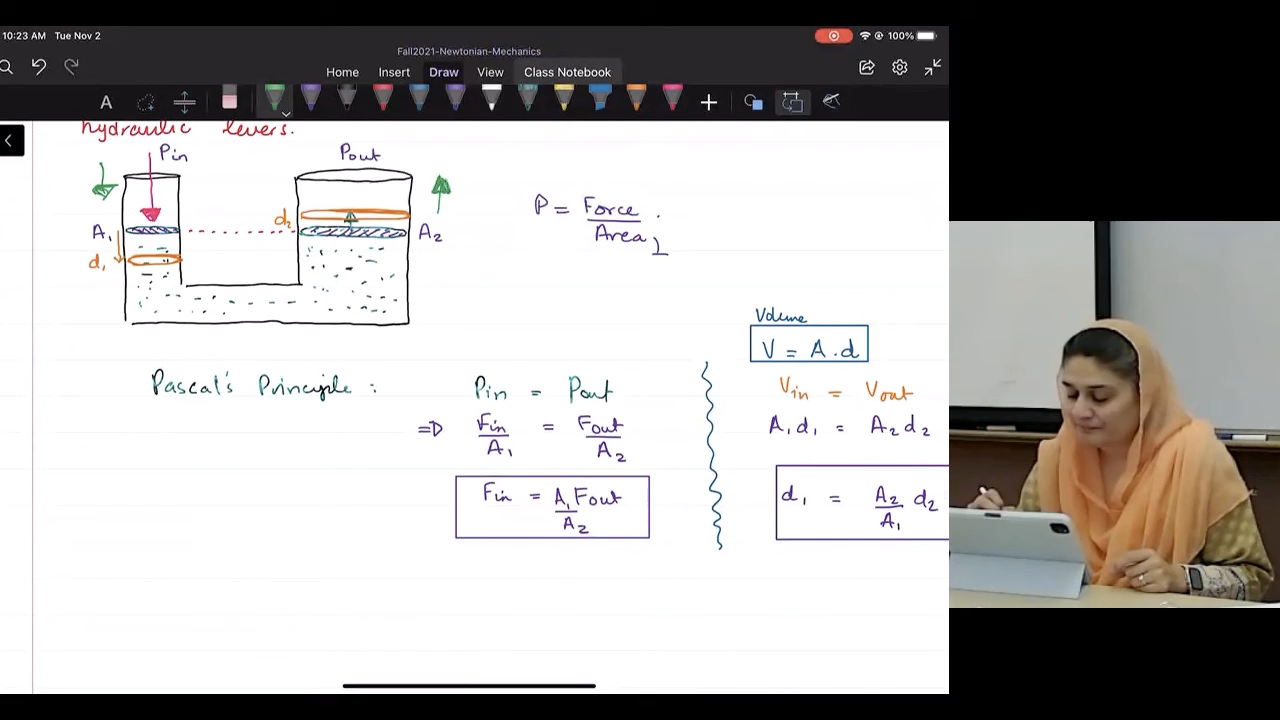 10:23 AM Tue Nov 2
100%
Fall2021-Newtonian-Mechanics
Home Insert Draw View Class Notebook
A
hydraulic levers.
Pin
Pout
A₁
d₁
d₂
A₂
P = Force / Area⊥
Volume
V = A.d
Pascal's Principle : Pin = Pout
⇒ Fin/A₁ = Fout/A₂
Fin = A₁ Fout / A₂
Vin = Vout
A₁d₁ = A₂d₂
d₁ = A₂/A₁ d₂